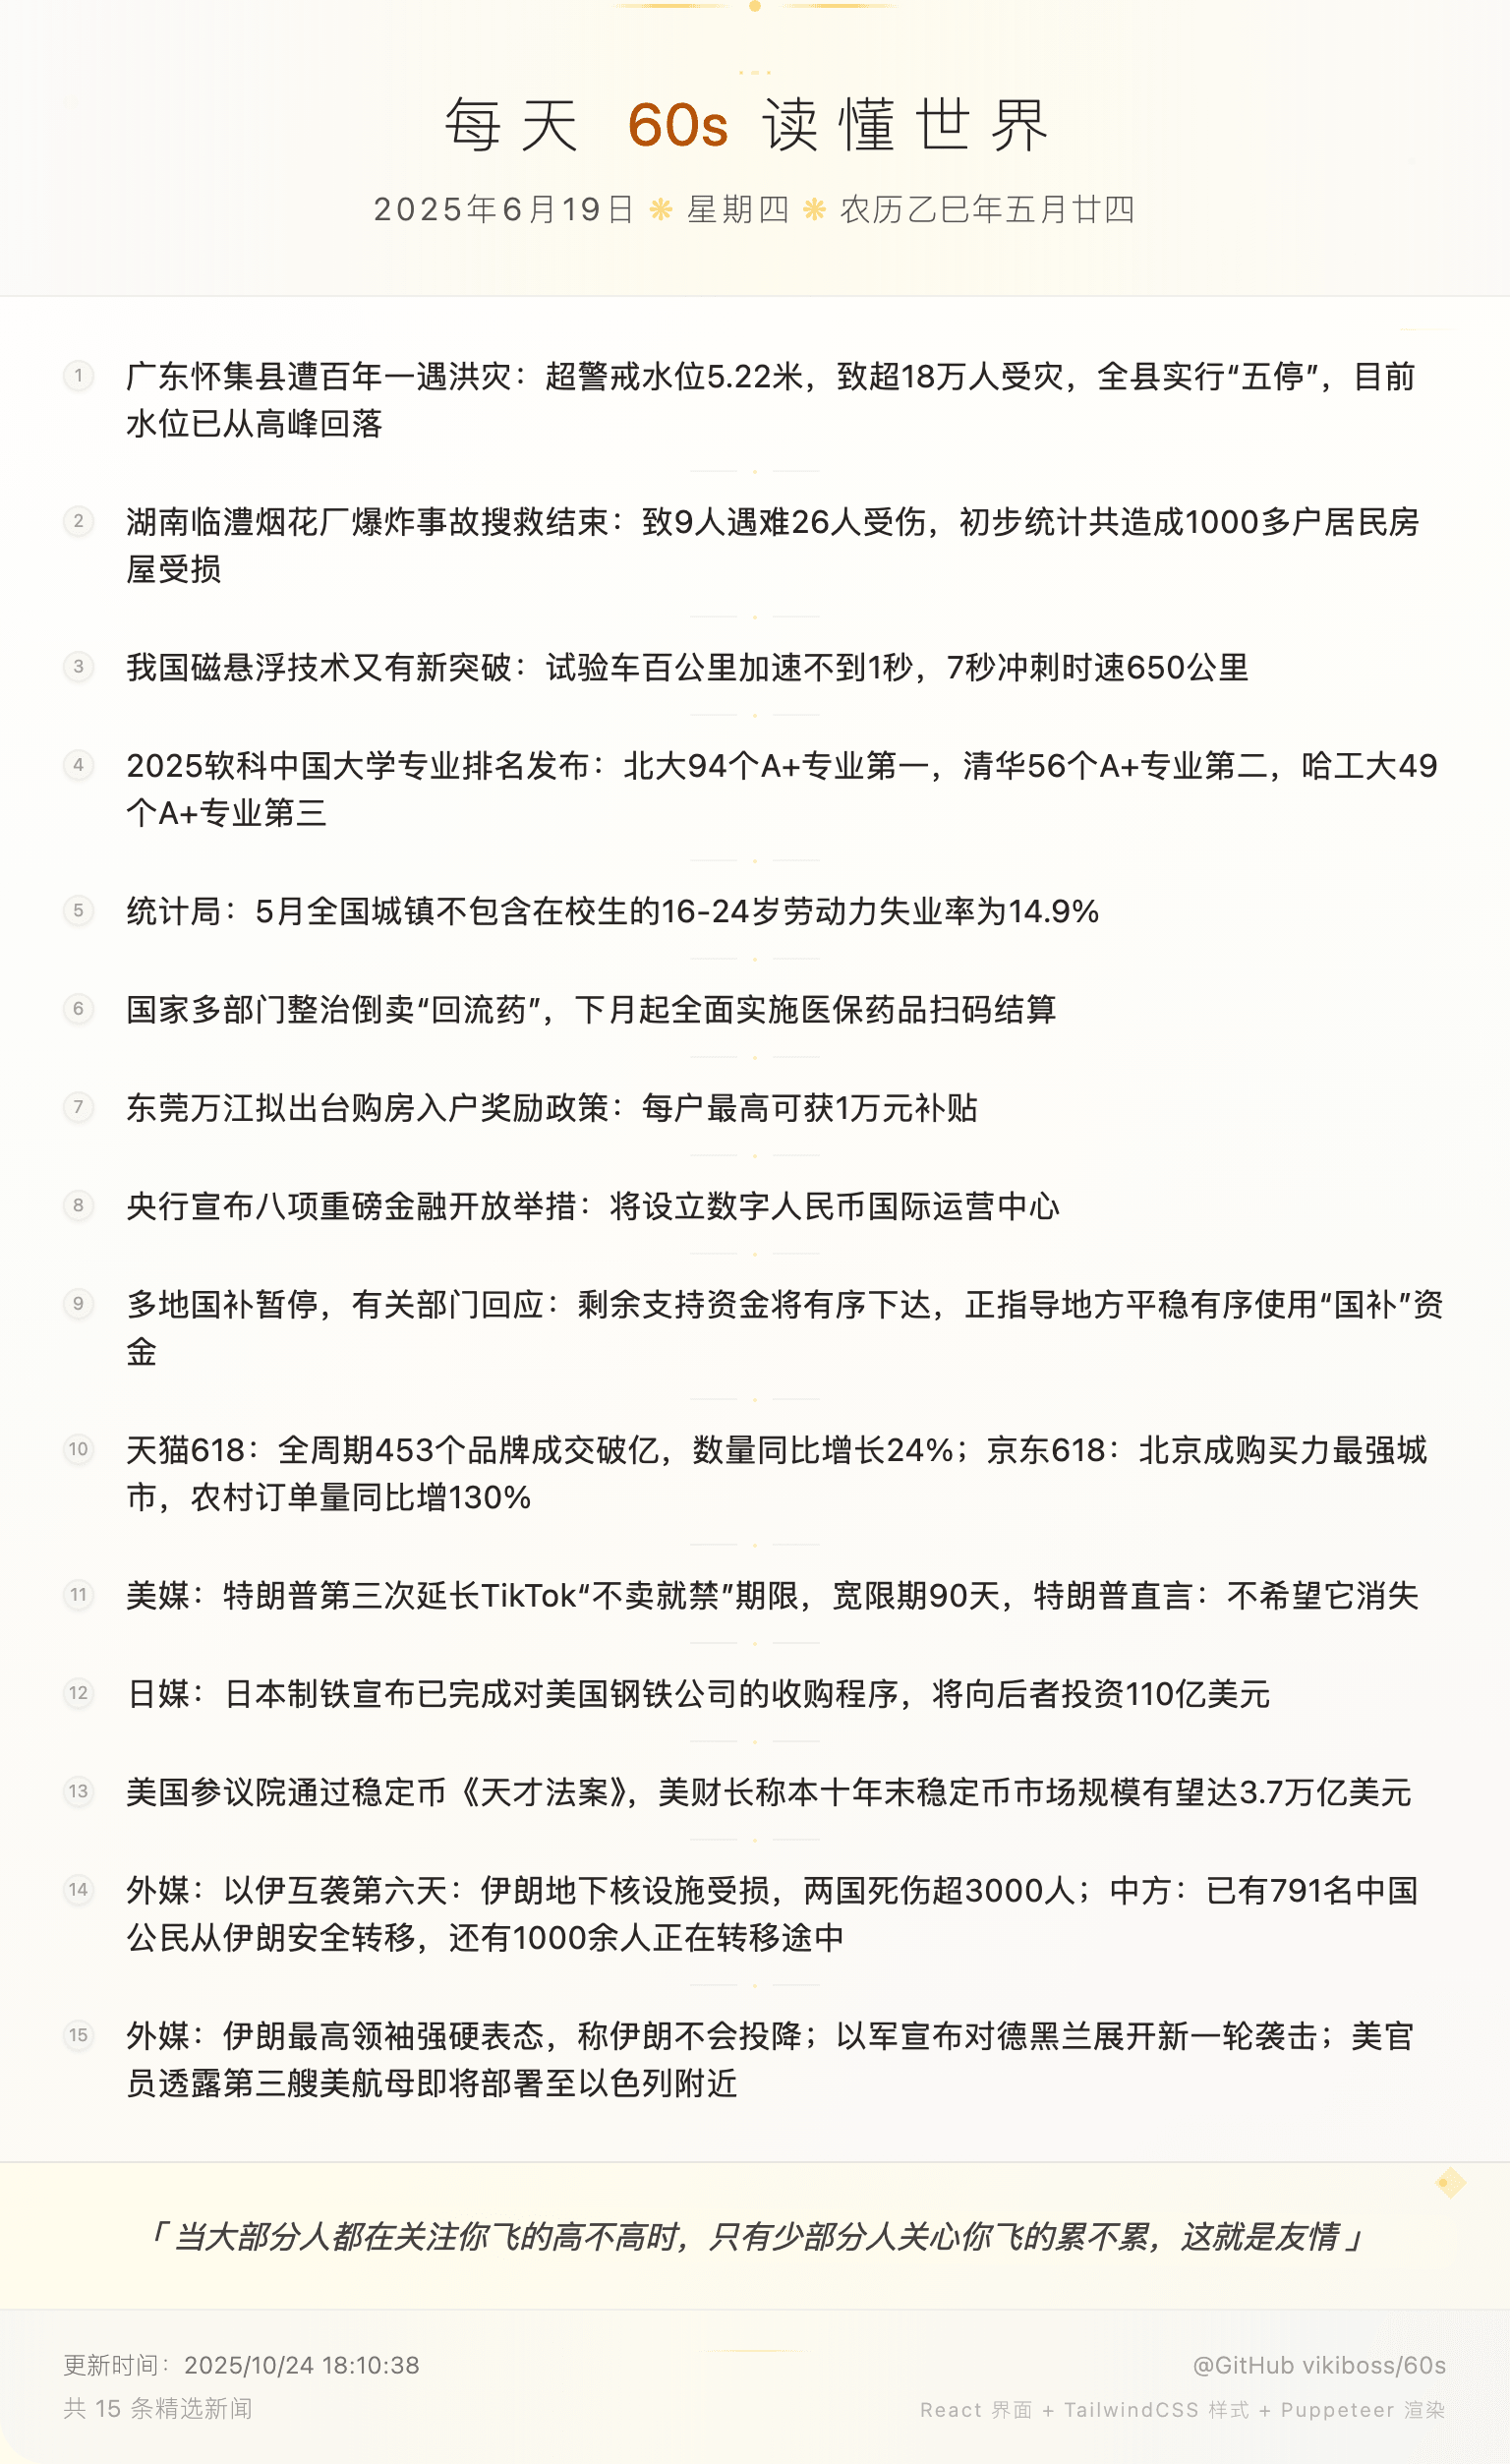 每天 60s 读懂世界
2025年6月19日 ❋ 星期四 ❋ 农历乙巳年五月廿四
1 广东怀集县遭百年一遇洪灾：超警戒水位5.22米，致超18万人受灾，全县实行“五停”，目前
水位已从高峰回落
2 湖南临澧烟花厂爆炸事故搜救结束：致9人遇难26人受伤，初步统计共造成1000多户居民房
屋受损
3 我国磁悬浮技术又有新突破：试验车百公里加速不到1秒，7秒冲刺时速650公里
4 2025软科中国大学专业排名发布：北大94个A+专业第一，清华56个A+专业第二，哈工大49
个A+专业第三
5 统计局：5月全国城镇不包含在校生的16-24岁劳动力失业率为14.9%
6 国家多部门整治倒卖“回流药”，下月起全面实施医保药品扫码结算
7 东莞万江拟出台购房入户奖励政策：每户最高可获1万元补贴
8 央行宣布八项重磅金融开放举措：将设立数字人民币国际运营中心
9 多地国补暂停，有关部门回应：剩余支持资金将有序下达，正指导地方平稳有序使用“国补”资
金
10 天猫618：全周期453个品牌成交破亿，数量同比增长24%；京东618：北京成购买力最强城
市，农村订单量同比增130%
11 美媒：特朗普第三次延长TikTok“不卖就禁”期限，宽限期90天，特朗普直言：不希望它消失
12 日媒：日本制铁宣布已完成对美国钢铁公司的收购程序，将向后者投资110亿美元
13 美国参议院通过稳定币《天才法案》，美财长称本十年末稳定币市场规模有望达3.7万亿美元
14 外媒：以伊互袭第六天：伊朗地下核设施受损，两国死伤超3000人；中方：已有791名中国
公民从伊朗安全转移，还有1000余人正在转移途中
15 外媒：伊朗最高领袖强硬表态，称伊朗不会投降；以军宣布对德黑兰展开新一轮袭击；美官
员透露第三艘美航母即将部署至以色列附近
「 当大部分人都在关注你飞的高不高时，只有少部分人关心你飞的累不累，这就是友情 」
更新时间：2025/10/24 18:10:38
@GitHub vikiboss/60s
共 15 条精选新闻
React 界面 + TailwindCSS 样式 + Puppeteer 渲染